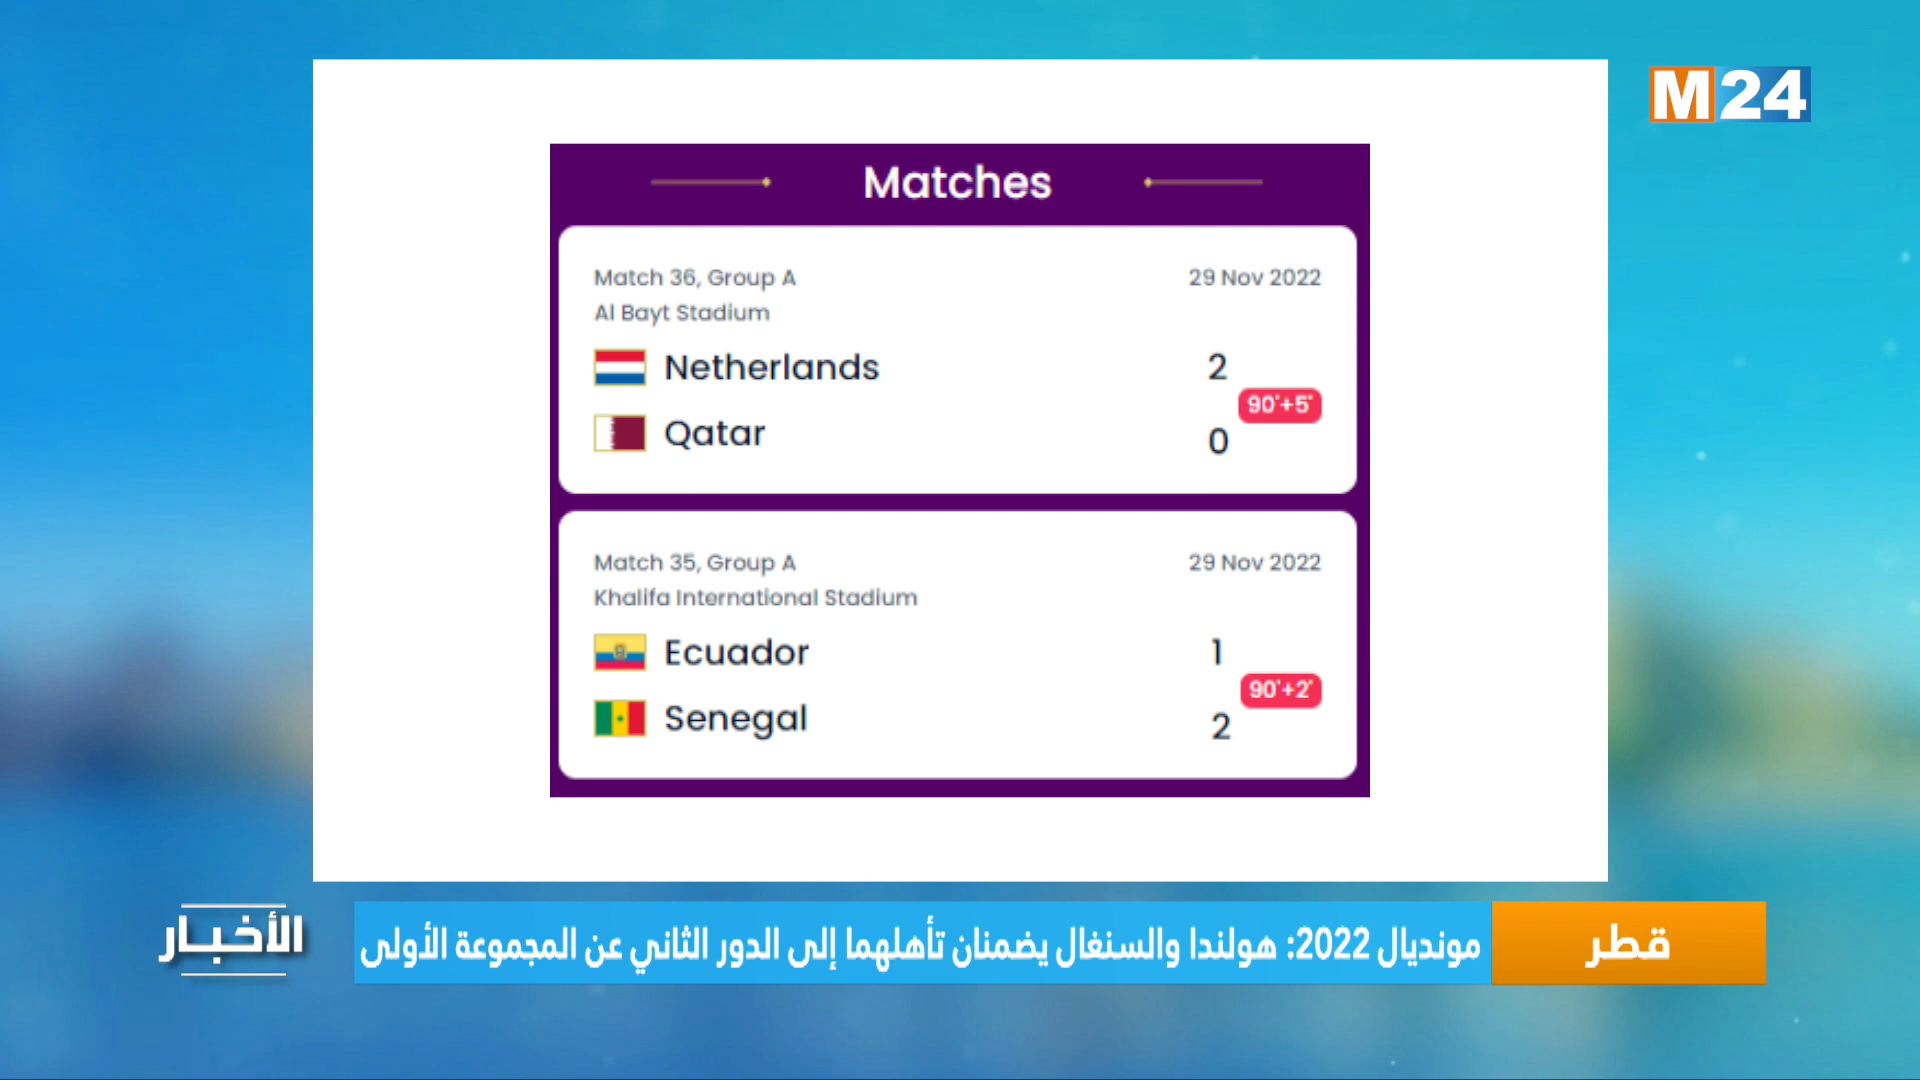 M24
Matches
Match 36, Group A
29 Nov 2022
Al Bayt Stadium
Netherlands
2
90'+5'
Qatar
0
Match 35, Group A
29 Nov 2022
Khalifa International Stadium
Ecuador
1
90'+2'
Senegal
2
قطر
مونديال 2022: هولندا والسنغال يضمنان تأهلهما إلى الدور الثاني عن المجموعة الأولى
الأخبار